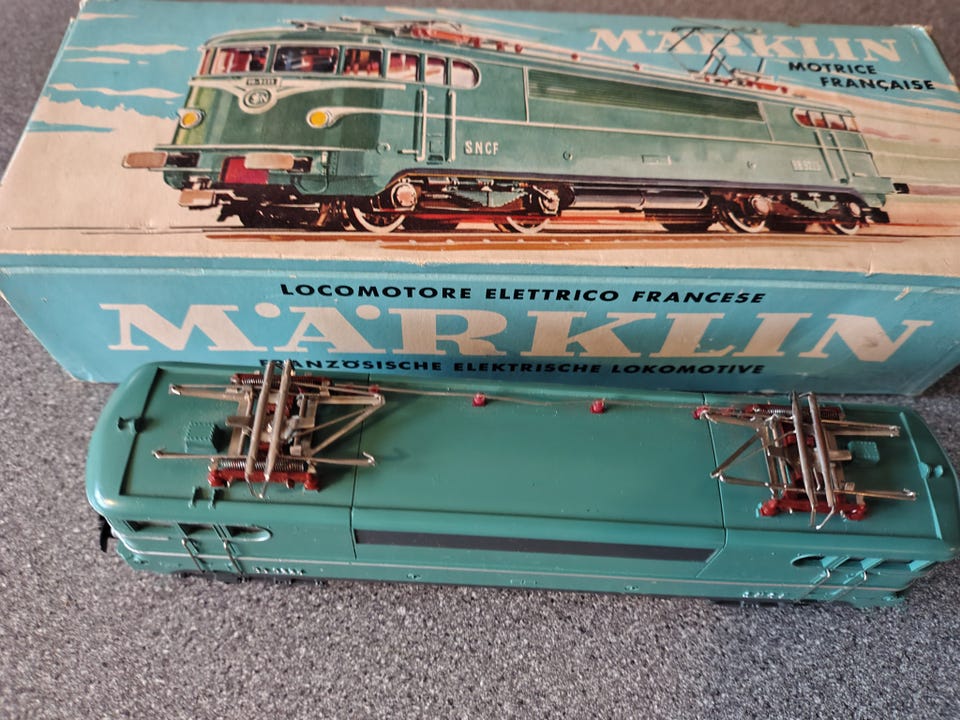 MÄRKLIN
MOTRICE
FRANÇAISE
SNCF
LOCOMOTORE ELETTRICO FRANCESE
MÄRKLIN
FRANZÖSISCHE ELEKTRISCHE LOKOMOTIVE